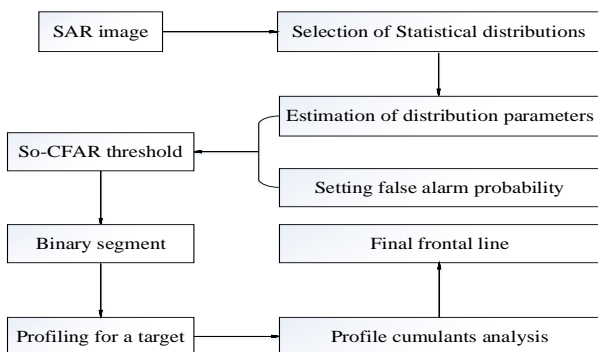 SAR image
Selection of Statistical distributions
Estimation of distribution parameters
So-CFAR threshold
Setting false alarm probability
Binary segment
Final frontal line
Profiling for a target
Profile cumulants analysis